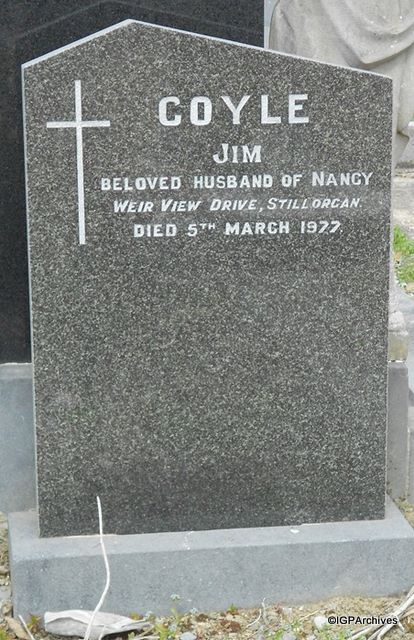 COYLE
JIM
BELOVED HUSBAND OF NANCY
WEIR VIEW DRIVE, STILLORGAN.
DIED 5TH MARCH 1977.
©IGPArchives